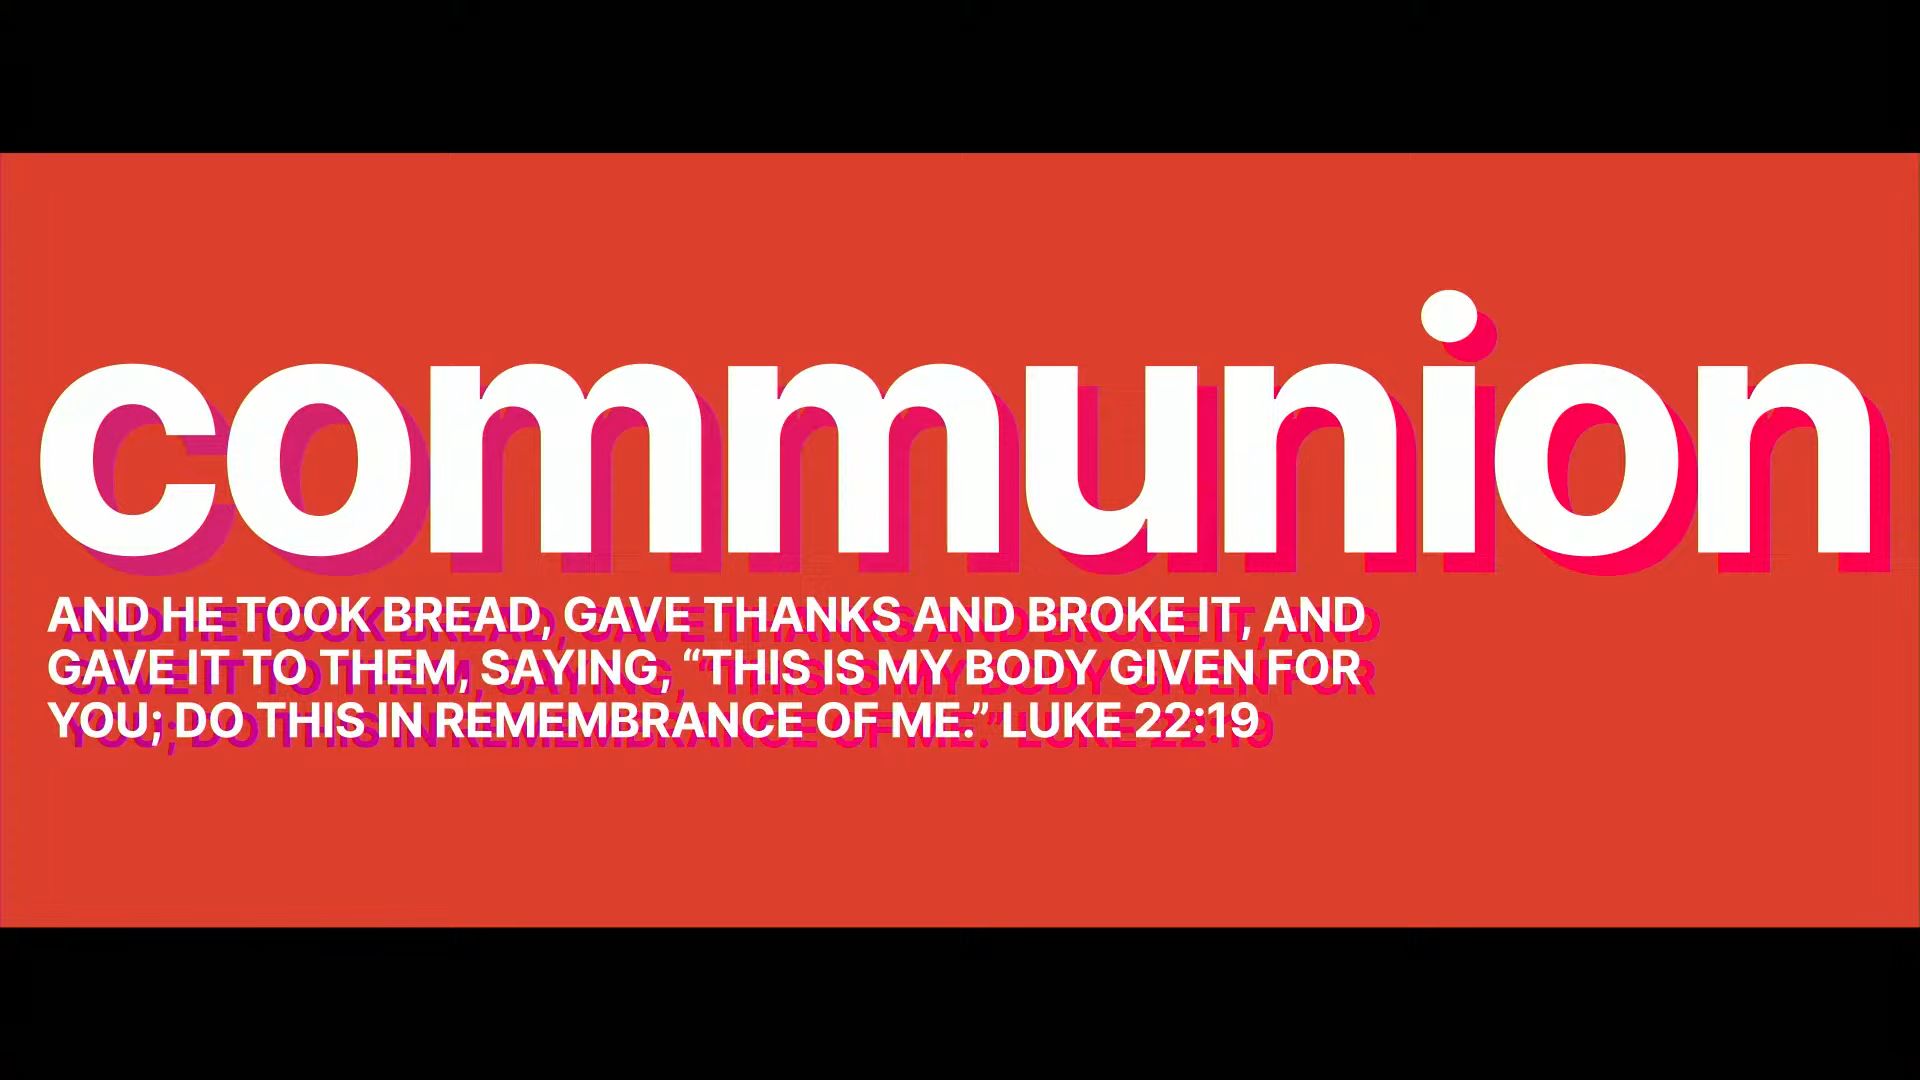 communion
AND HE TOOK BREAD, GAVE THANKS AND BROKE IT, AND
GAVE IT TO THEM, SAYING, “THIS IS MY BODY GIVEN FOR
YOU; DO THIS IN REMEMBRANCE OF ME.” LUKE 22:19